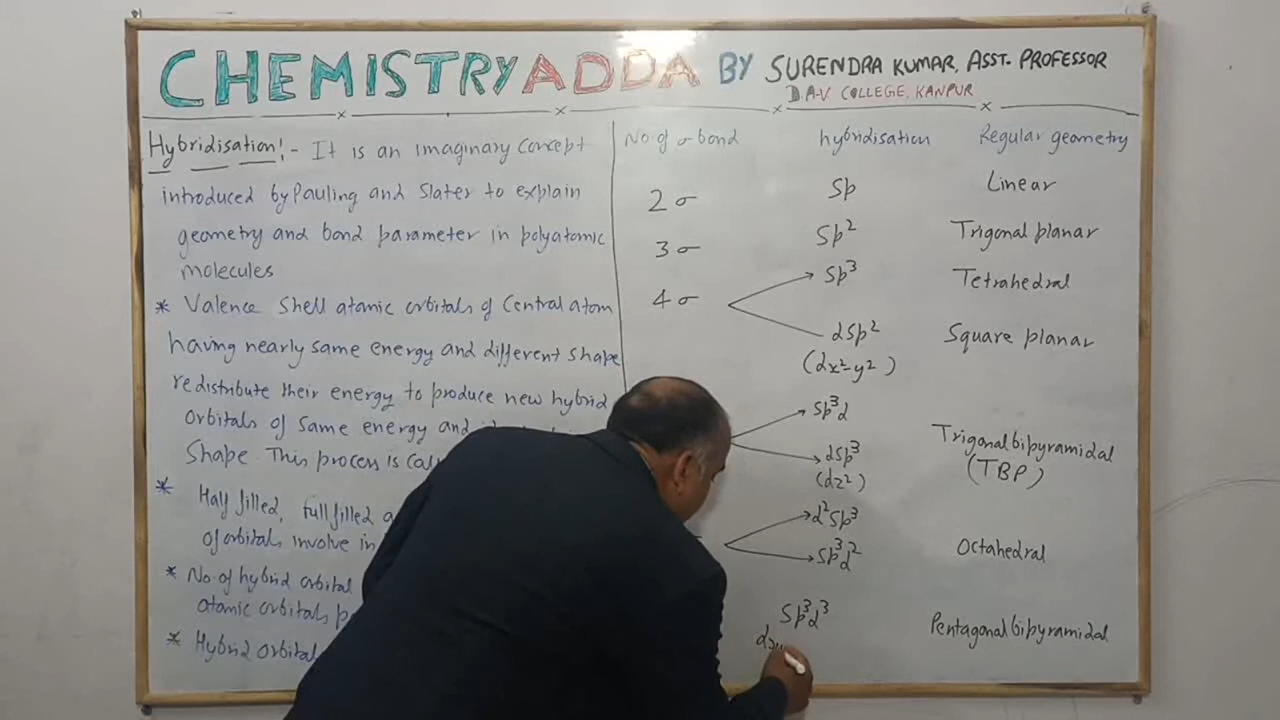 CHEMISTRY ADDA BY SURENDRA KUMAR, ASST. PROFESSOR
D.A-V. COLLEGE, KANPUR
Hybridisation! - It is an imaginary concept
introduced by Pauling and Slater to explain
geometry and bond parameter in polyatomic
molecules
* Valence shell atomic orbitals of Central atom
having nearly same energy and different shape
redistribute their energy to produce new hybrid
orbitals of same energy and
Shape. This process is
* Half filled, full filled
of orbitals involve in
* No. of hybrid orbital
atomic orbitals
* Hybrid orbital
No of σ bond hybridisation Regular geometry
2 σ sp Linear
3 σ sp² Trigonal planar
4 σ sp³ Tetrahedral
dsp² Square planar
(dx²-y²)
sp³d
Trigonal bipyramidal
dsp³
(TBP)
(dz²)
d²sp³
Octahedral
sp³d²
sp³d³ Pentagonal bipyramidal